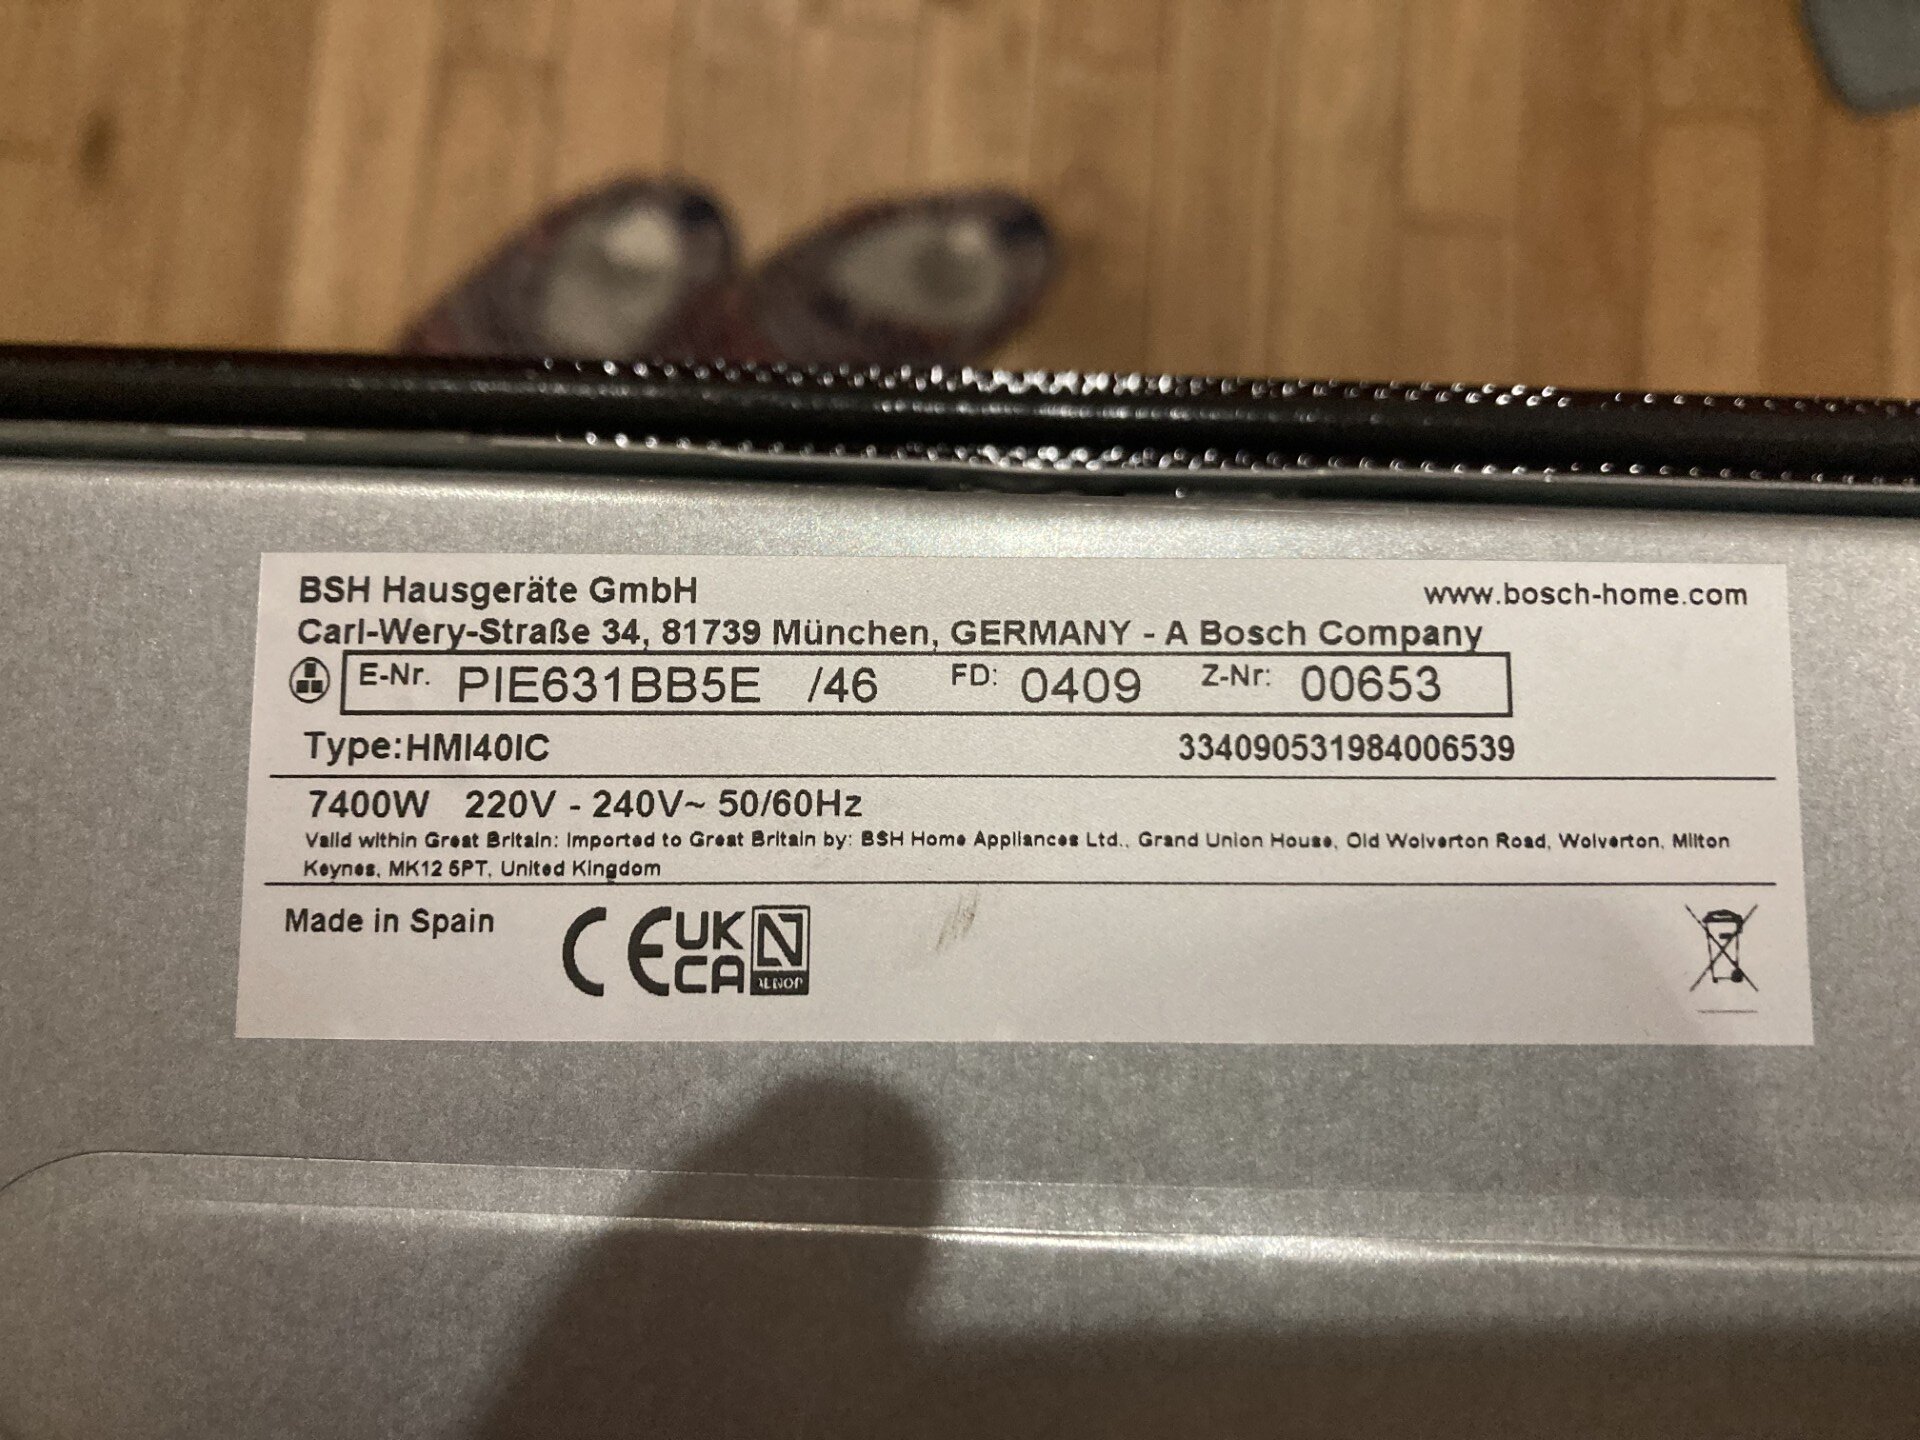 BSH Hausgeräte GmbH www.bosch-home.com
Carl-Wery-Straße 34, 81739 München, GERMANY - A Bosch Company
E-Nr. PIE631BB5E /46 FD: 0409 Z-Nr: 00653
Type:HMI40IC 334090531984006539
7400W 220V - 240V~ 50/60Hz
Valid within Great Britain: Imported to Great Britain by: BSH Home Appliances Ltd., Grand Union House, Old Wolverton Road, Wolverton, Milton
Keynes, MK12 5PT, United Kingdom
Made in Spain CE UK
CA N